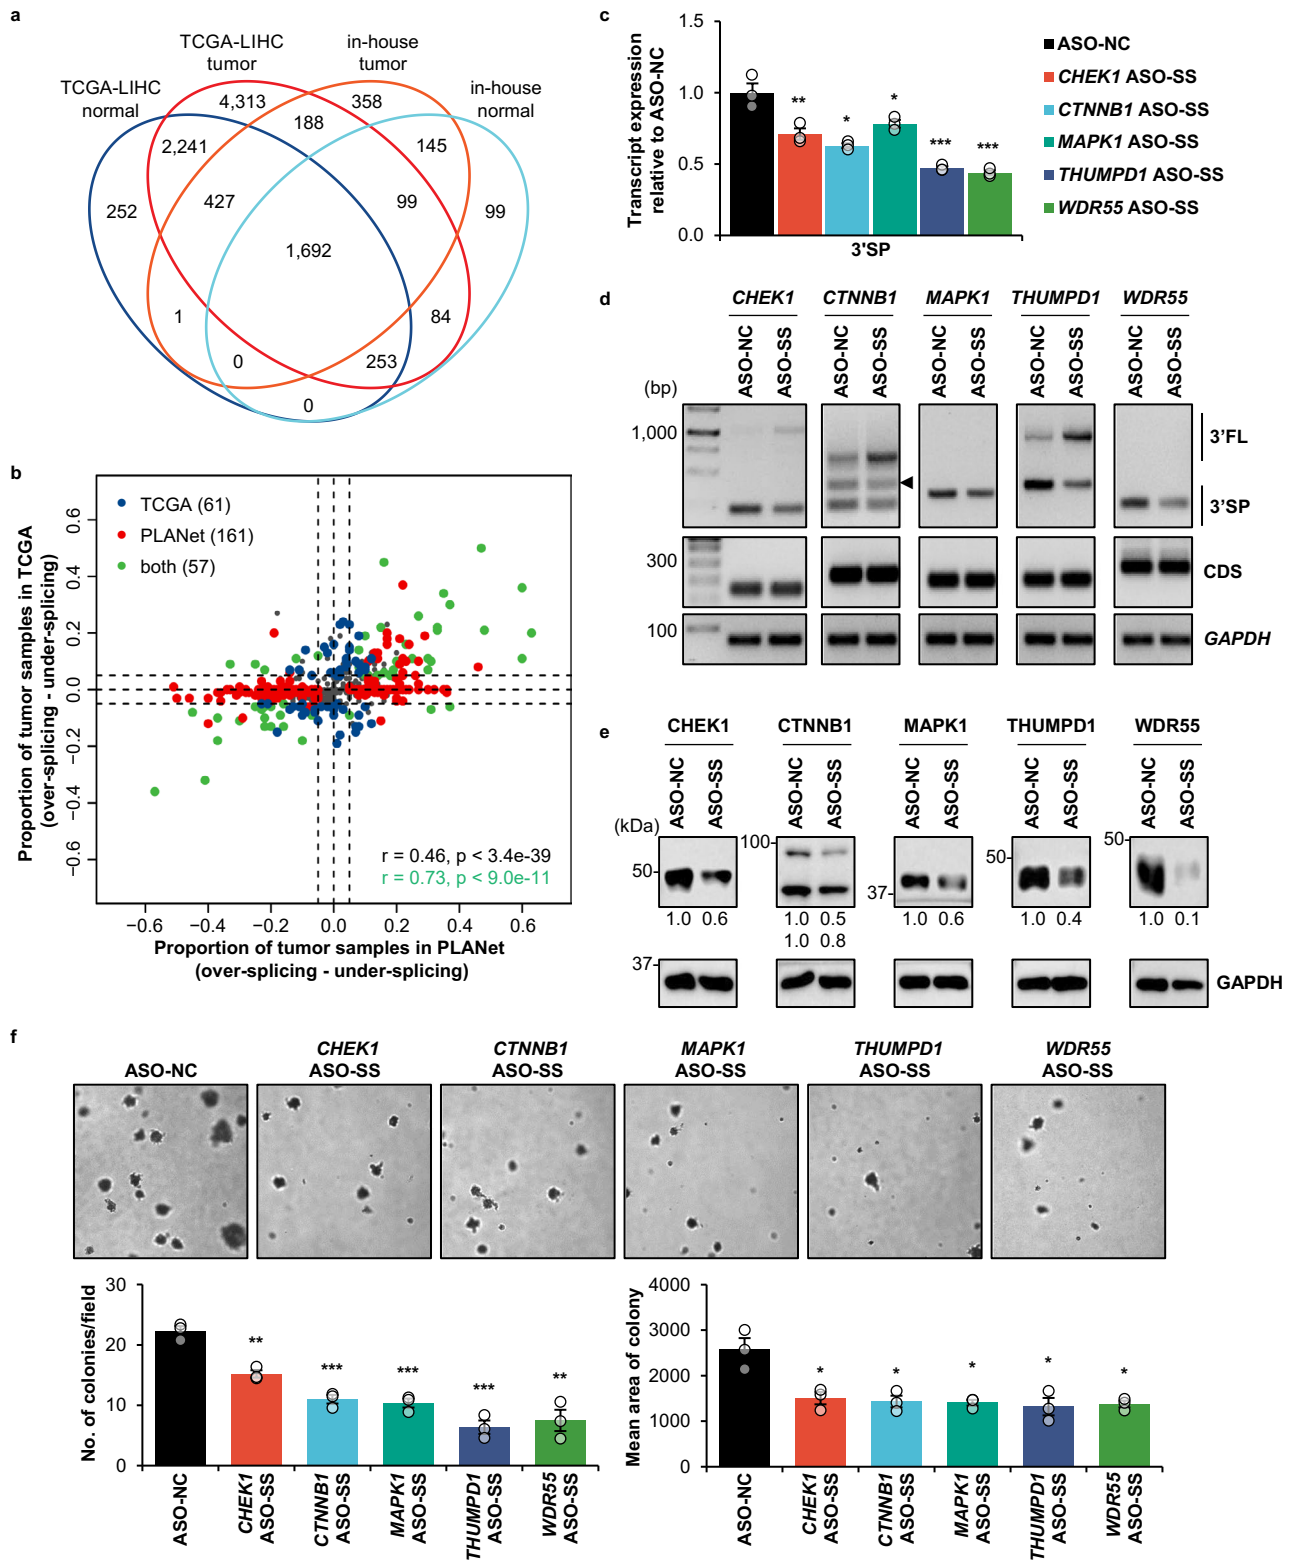 a
TCGA-LIHC normal
TCGA-LIHC tumor
in-house tumor
in-house normal
4,313
358
188
2,241
145
427
99
252
99
1,692
1
84
0
253
0
b
TCGA (61)
PLANet (161)
both (57)
0.6
0.4
0.2
0.0
−0.2
−0.4
−0.6
Proportion of tumor samples in TCGA
(over-splicing - under-splicing)
r = 0.46, p < 3.4e-39
r = 0.73, p < 9.0e-11
−0.6 −0.4 −0.2 0.0 0.2 0.4 0.6
Proportion of tumor samples in PLANet
(over-splicing - under-splicing)
c
Transcript expression
relative to ASO-NC
1.5
1.0
0.5
0.0
** * * *** ***
3'SP
ASO-NC
CHEK1 ASO-SS
CTNNB1 ASO-SS
MAPK1 ASO-SS
THUMPD1 ASO-SS
WDR55 ASO-SS
d
CHEK1 CTNNB1 MAPK1 THUMPD1 WDR55
ASO-NC ASO-SS ASO-NC ASO-SS ASO-NC ASO-SS ASO-NC ASO-SS ASO-NC ASO-SS
(bp)
1,000
300
100
3'FL
3'SP
CDS
GAPDH
e
CHEK1 CTNNB1 MAPK1 THUMPD1 WDR55
ASO-NC ASO-SS ASO-NC ASO-SS ASO-NC ASO-SS ASO-NC ASO-SS ASO-NC ASO-SS
(kDa)
50 100 37 50 50
1.0 0.6 1.0 0.5 1.0 0.6 1.0 0.4 1.0 0.1
1.0 0.8
37
GAPDH
f
ASO-NC
CHEK1 ASO-SS
CTNNB1 ASO-SS
MAPK1 ASO-SS
THUMPD1 ASO-SS
WDR55 ASO-SS
No. of colonies/field
30
20
10
0
** *** *** *** **
ASO-NC
CHEK1 ASO-SS
CTNNB1 ASO-SS
MAPK1 ASO-SS
THUMPD1 ASO-SS
WDR55 ASO-SS
Mean area of colony
4000
3000
2000
1000
0
* * * * *
ASO-NC
CHEK1 ASO-SS
CTNNB1 ASO-SS
MAPK1 ASO-SS
THUMPD1 ASO-SS
WDR55 ASO-SS